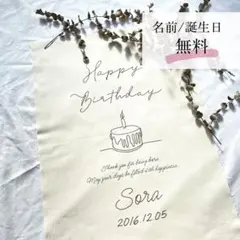 名前/誕生日
無料
Happy
Birthday
Thank you for being born.
May your days be filled with happiness.
Sora
2016.12.05